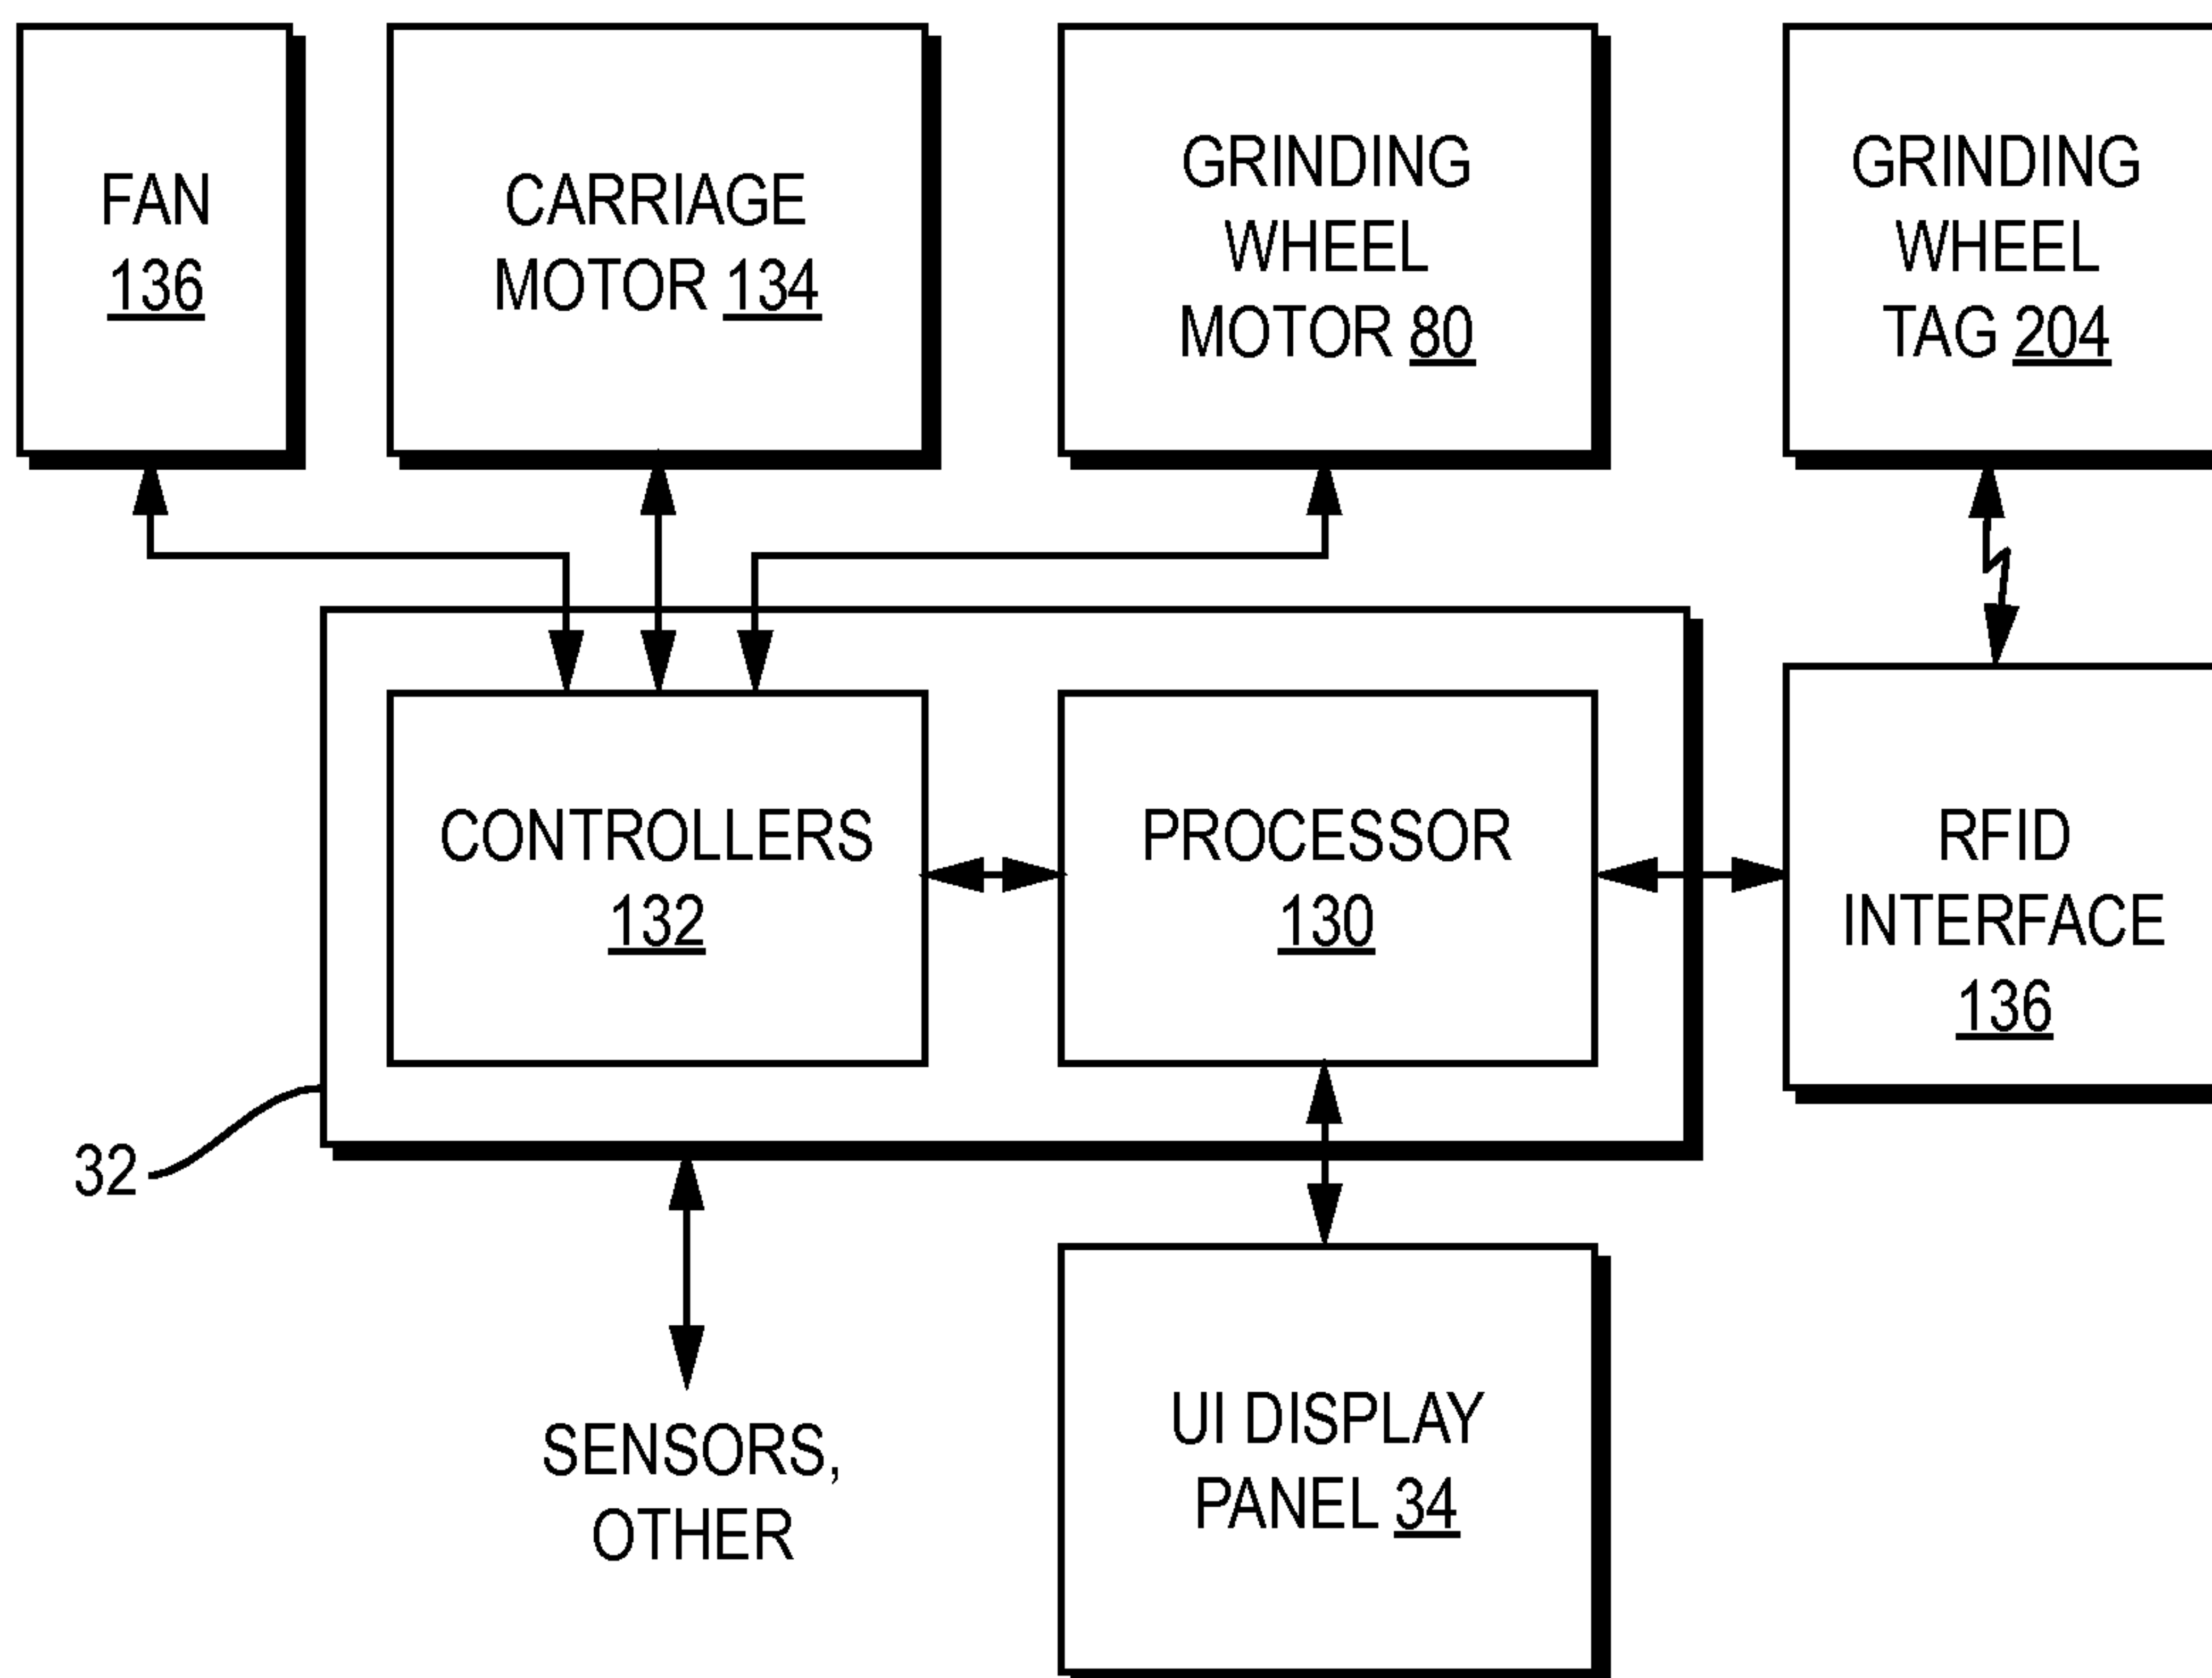 FAN
136
CARRIAGE
MOTOR 134
GRINDING
WHEEL
MOTOR 80
GRINDING
WHEEL
TAG 204
CONTROLLERS
132
PROCESSOR
130
RFID
INTERFACE
136
32
SENSORS,
OTHER
UI DISPLAY
PANEL 34